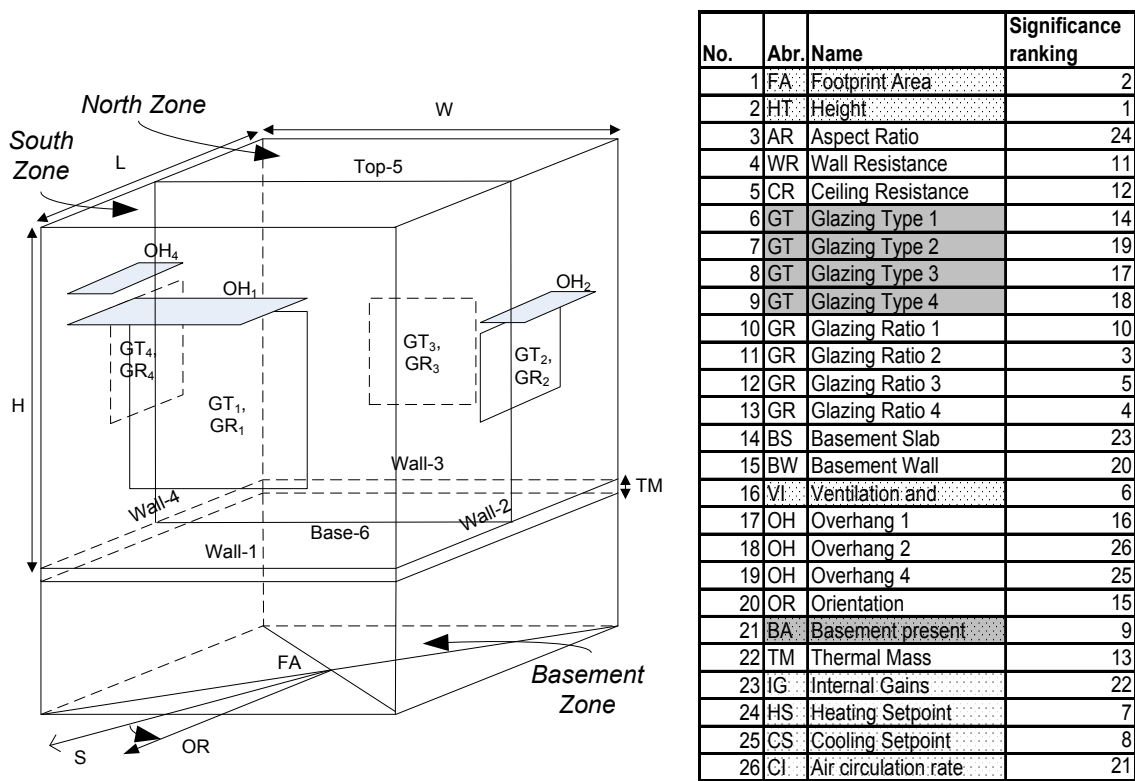 North Zone
W
South
Zone
L
Top-5
OH4
OH1
OH2
GT4,
GR4
GT3,
GR3
GT2,
GR2
H
GT1,
GR1
Wall-3
TM
Wall-4
Wall-2
Base-6
Wall-1
FA
Basement
Zone
S
OR
No. Abr. Name Significance ranking
1 FA Footprint Area 2
2 HT Height 1
3 AR Aspect Ratio 24
4 WR Wall Resistance 11
5 CR Ceiling Resistance 12
6 GT Glazing Type 1 14
7 GT Glazing Type 2 19
8 GT Glazing Type 3 17
9 GT Glazing Type 4 18
10 GR Glazing Ratio 1 10
11 GR Glazing Ratio 2 3
12 GR Glazing Ratio 3 5
13 GR Glazing Ratio 4 4
14 BS Basement Slab 23
15 BW Basement Wall 20
16 VI Ventilation and 6
17 OH Overhang 1 16
18 OH Overhang 2 26
19 OH Overhang 4 25
20 OR Orientation 15
21 BA Basement present 9
22 TM Thermal Mass 13
23 IG Internal Gains 22
24 HS Heating Setpoint 7
25 CS Cooling Setpoint 8
26 CI Air circulation rate 21